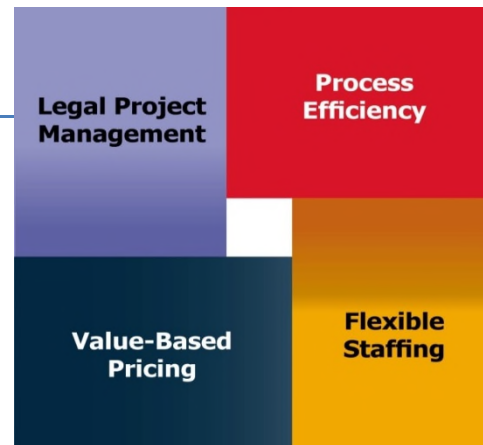 Legal Project
Management
Process
Efficiency
Value-Based
Pricing
Flexible
Staffing